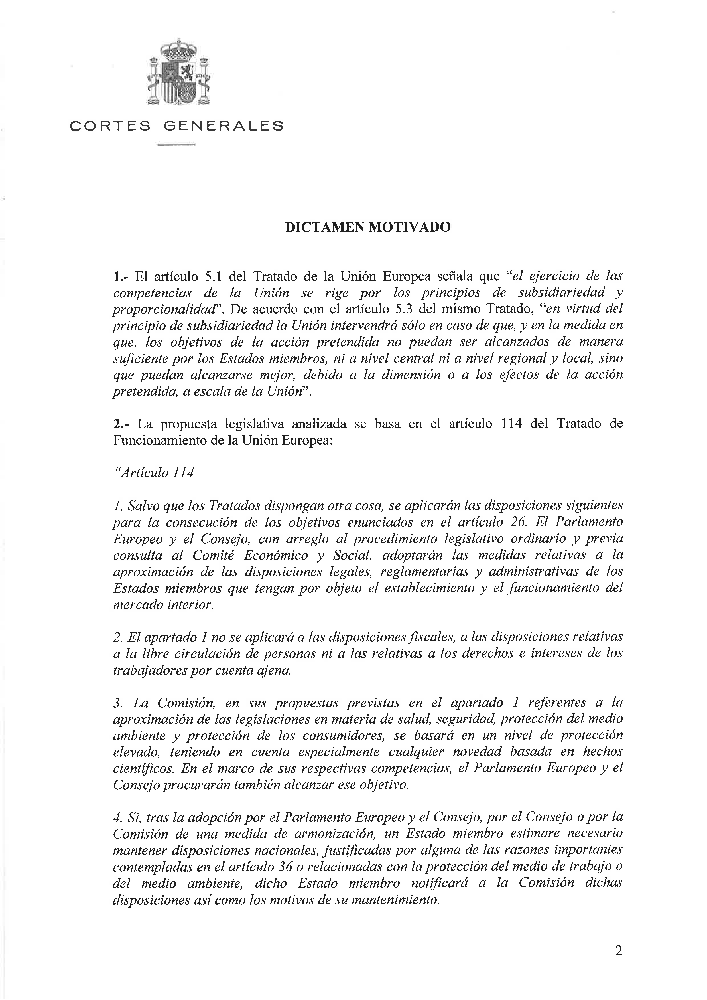 CORTES GENERALES
DICTAMEN MOTIVADO
1.- El artículo 5.1 del Tratado de la Unión Europea señala que “el ejercicio de las
competencias de la Unión se rige por los principios de subsidiariedad y
proporcionalidad”. De acuerdo con el artículo 5.3 del mismo Tratado, “en virtud del
principio de subsidiariedad la Unión intervendrá sólo en caso de que, y en la medida en
que, los objetivos de la acción pretendida no puedan ser alcanzados de manera
suficiente por los Estados miembros, ni a nivel central ni a nivel regional y local, sino
que puedan alcanzarse mejor, debido a la dimensión o a los efectos de la acción
pretendida, a escala de la Unión”.
2.- La propuesta legislativa analizada se basa en el artículo 114 del Tratado de
Funcionamiento de la Unión Europea:
“Artículo 114
1. Salvo que los Tratados dispongan otra cosa, se aplicarán las disposiciones siguientes
para la consecución de los objetivos enunciados en el artículo 26. El Parlamento
Europeo y el Consejo, con arreglo al procedimiento legislativo ordinario y previa
consulta al Comité Económico y Social, adoptarán las medidas relativas a la
aproximación de las disposiciones legales, reglamentarias y administrativas de los
Estados miembros que tengan por objeto el establecimiento y el funcionamiento del
mercado interior.
2. El apartado 1 no se aplicará a las disposiciones fiscales, a las disposiciones relativas
a la libre circulación de personas ni a las relativas a los derechos e intereses de los
trabajadores por cuenta ajena.
3. La Comisión, en sus propuestas previstas en el apartado 1 referentes a la
aproximación de las legislaciones en materia de salud, seguridad, protección del medio
ambiente y protección de los consumidores, se basará en un nivel de protección
elevado, teniendo en cuenta especialmente cualquier novedad basada en hechos
científicos. En el marco de sus respectivas competencias, el Parlamento Europeo y el
Consejo procurarán también alcanzar ese objetivo.
4. Si, tras la adopción por el Parlamento Europeo y el Consejo, por el Consejo o por la
Comisión de una medida de armonización, un Estado miembro estimare necesario
mantener disposiciones nacionales, justificadas por alguna de las razones importantes
contempladas en el artículo 36 o relacionadas con la protección del medio de trabajo o
del medio ambiente, dicho Estado miembro notificará a la Comisión dichas
disposiciones así como los motivos de su mantenimiento.
2